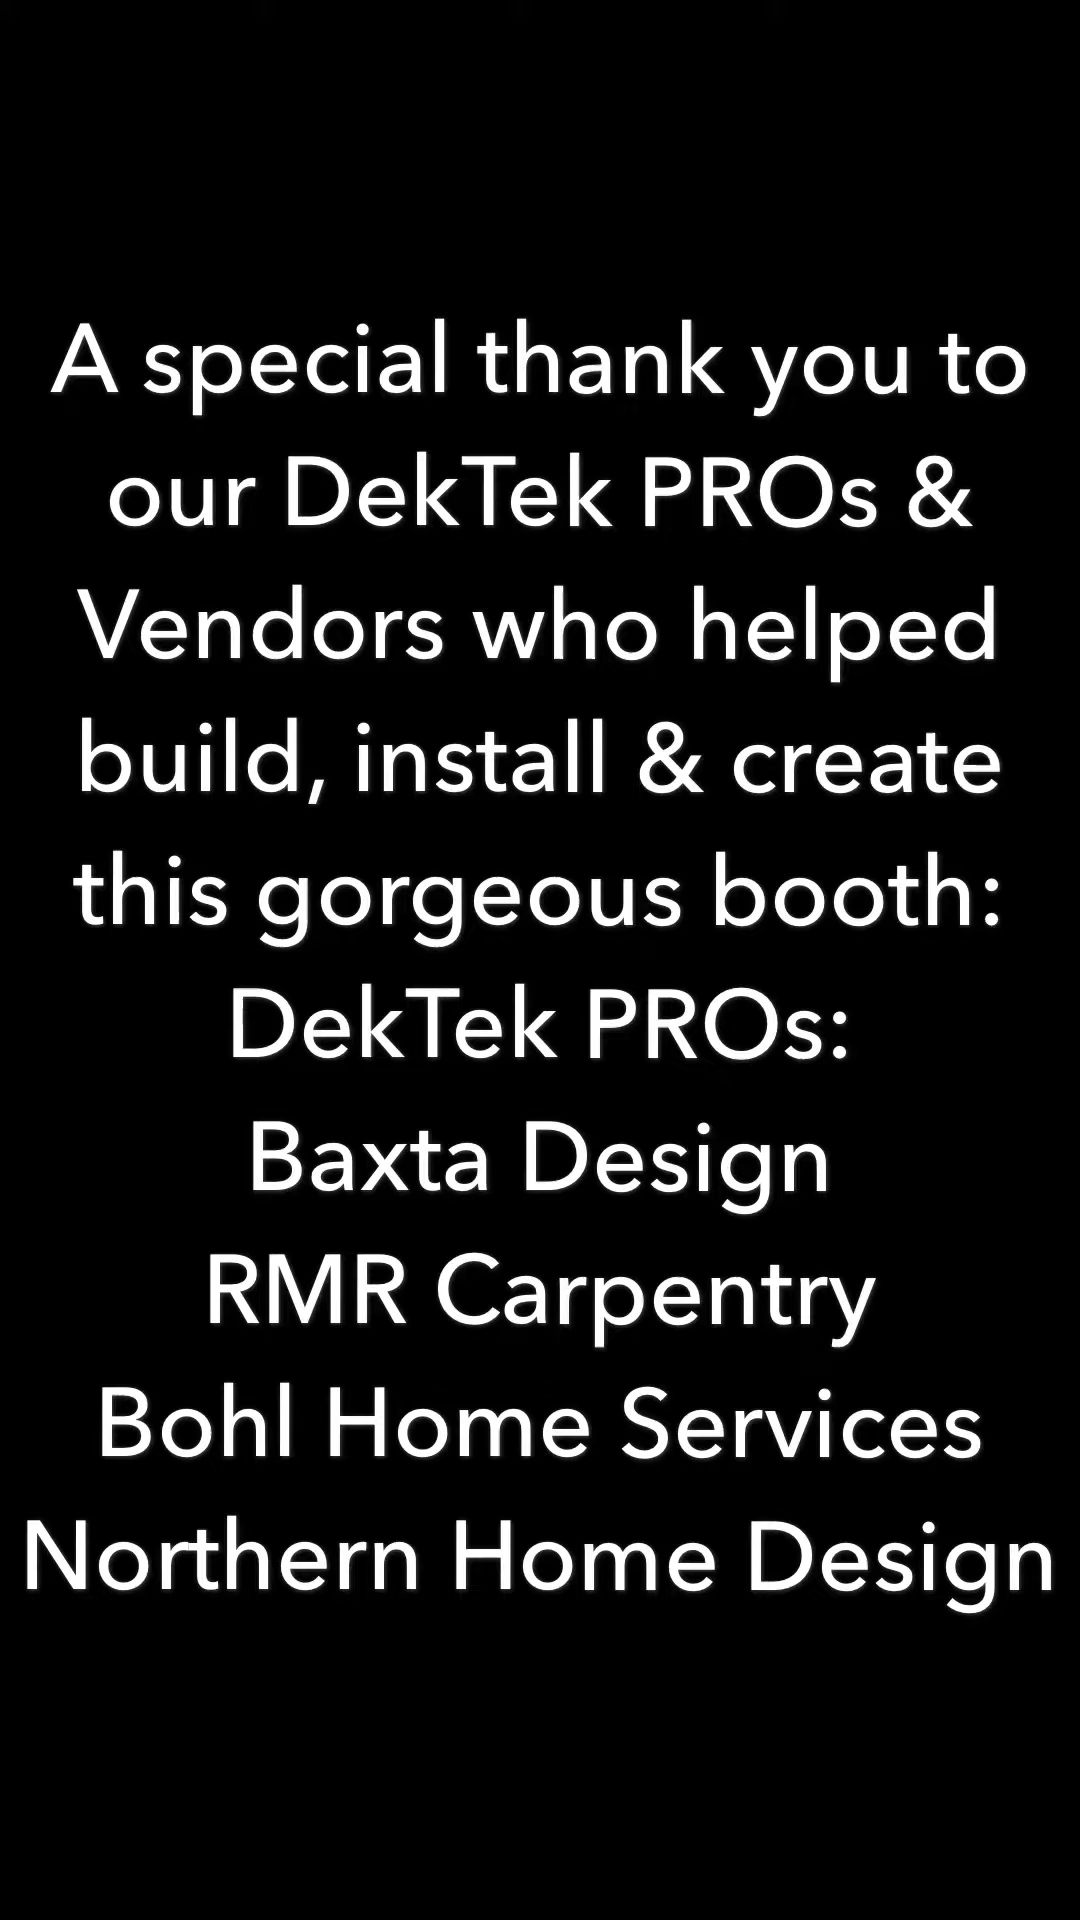 A special thank you to
our DekTek PROs &
Vendors who helped
build, install & create
this gorgeous booth:
DekTek PROs:
Baxta Design
RMR Carpentry
Bohl Home Services
Northern Home Design